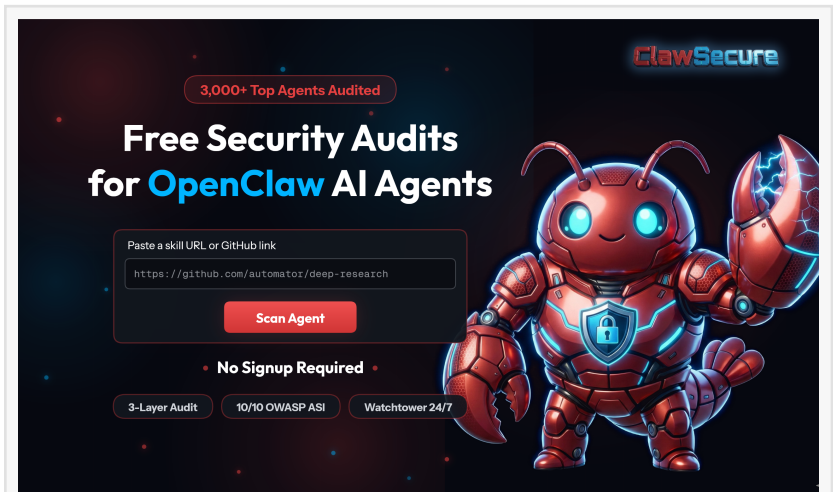 ClawSecure
3,000+ Top Agents Audited
Free Security Audits
for OpenClaw AI Agents
Paste a skill URL or GitHub link
https://github.com/automator/deep-research
Scan Agent
No Signup Required
3-Layer Audit
10/10 OWASP ASI
Watchtower 24/7